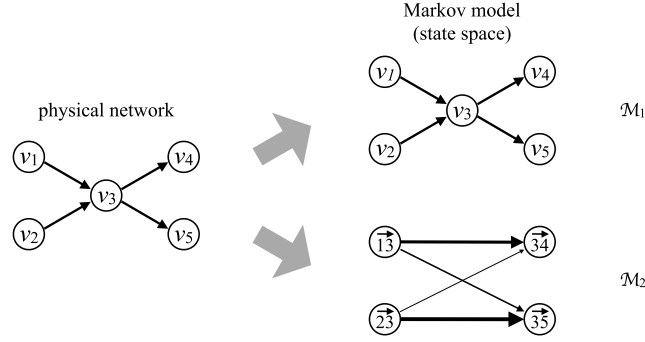 Markov model
(state space)
v1
v4
v3
v2
v5
ℳ1
physical network
v1
v4
v3
v2
v5
13
34
23
35
ℳ2